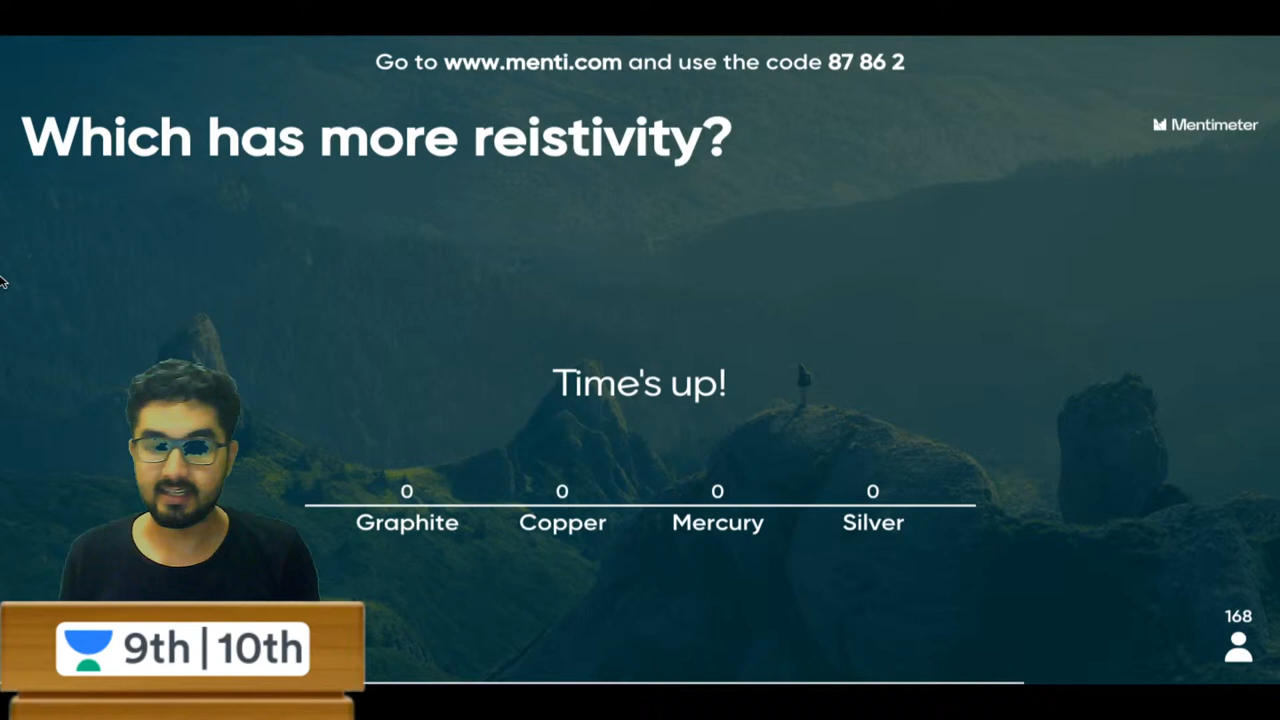 Go to www.menti.com and use the code 87 86 2
Which has more reistivity?
Mentimeter
Time's up!
0 0 0 0
Graphite Copper Mercury Silver
168
9th | 10th